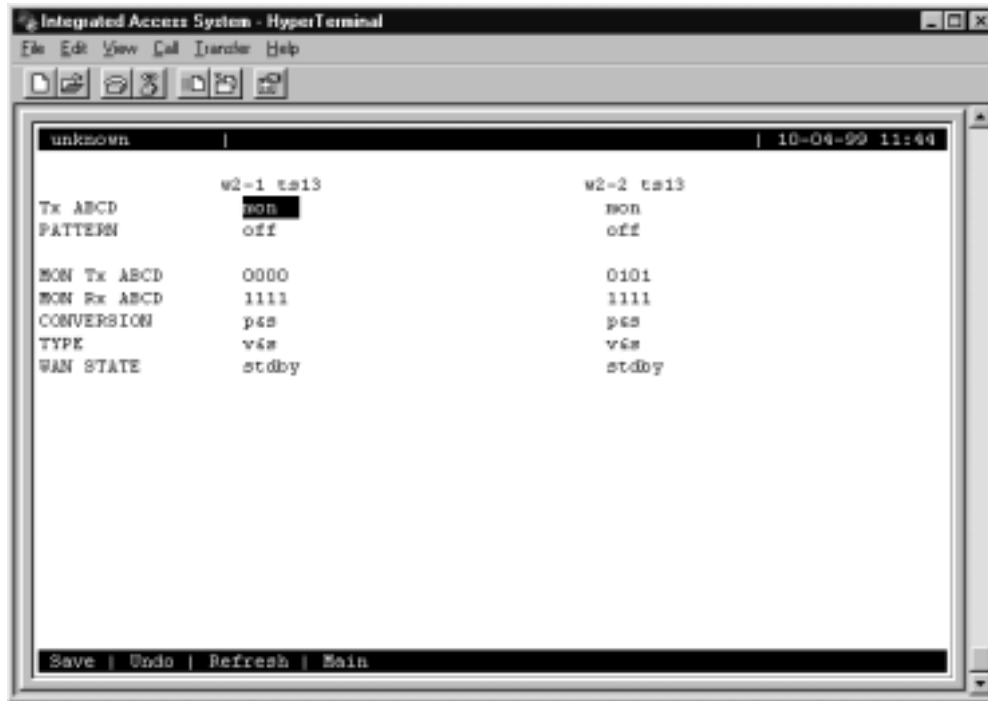 Integrated Access System - HyperTerminal
File Edit View Call Transfer Help
unknown | | 10-04-99 11:44
w2-1 ts13 w2-2 ts13
Tx ABCD mon mon
PATTERN off off
MON Tx ABCD 0000 0101
MON Rx ABCD 1111 1111
CONVERSION p&s p&s
TYPE v&s v&s
WAN STATE stdby stdby
Save | Undo | Refresh | Main